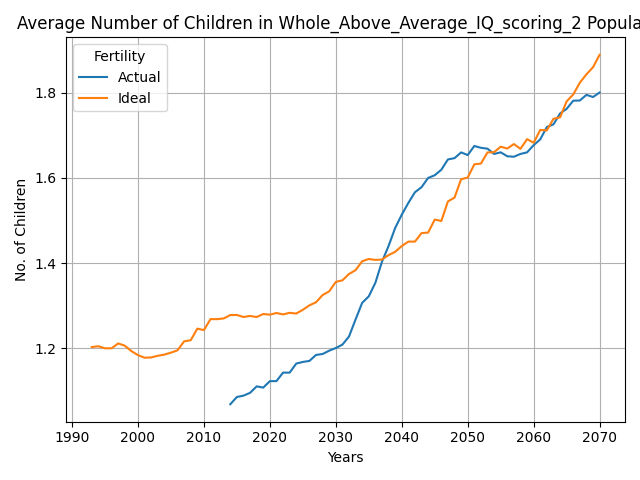 Average Number of Children in Whole_Above_Average_IQ_scoring_2 Popula
Fertility
Actual
Ideal
No. of Children
1.8
1.6
1.4
1.2
1990 2000 2010 2020 2030 2040 2050 2060 2070
Years